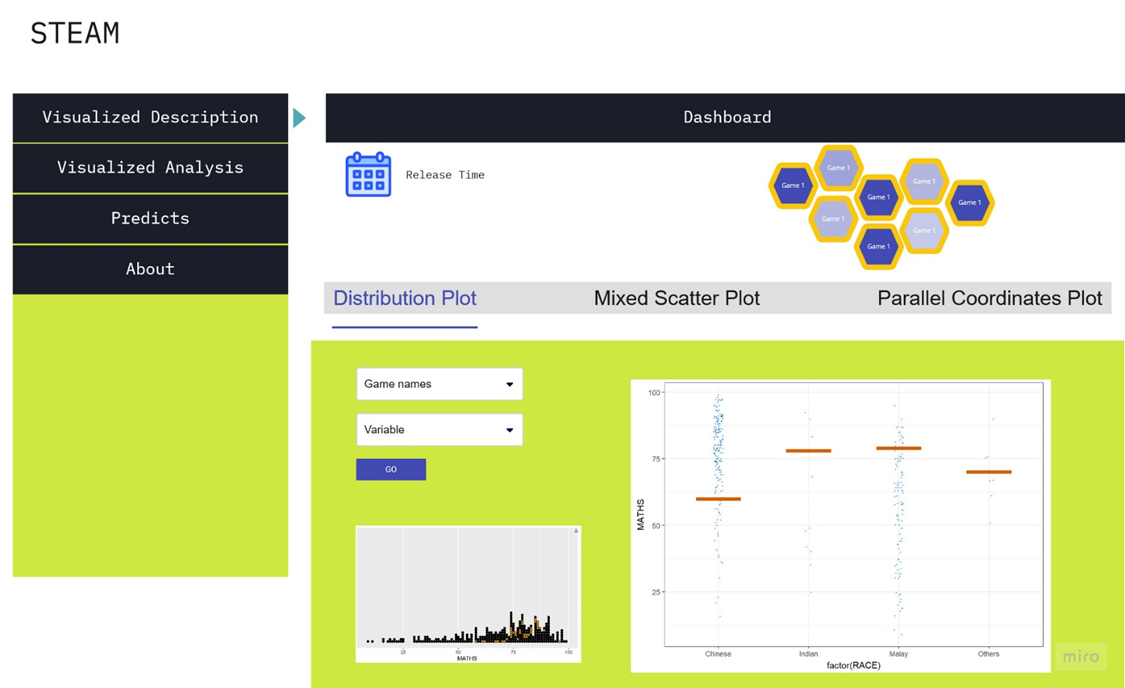 STEAM
Visualized Description
Visualized Analysis
Predicts
About
Dashboard
Release Time
Game 1
Game 1
Game 1
Game 1
Game 1
Game 1
Game 1
Game 1
Distribution Plot
Mixed Scatter Plot
Parallel Coordinates Plot
Game names
Variable
GO
25
50
75
100
MATHS
100
75
50
25
MATHS
Chinese
Indian
Malay
Others
factor(RACE)
miro